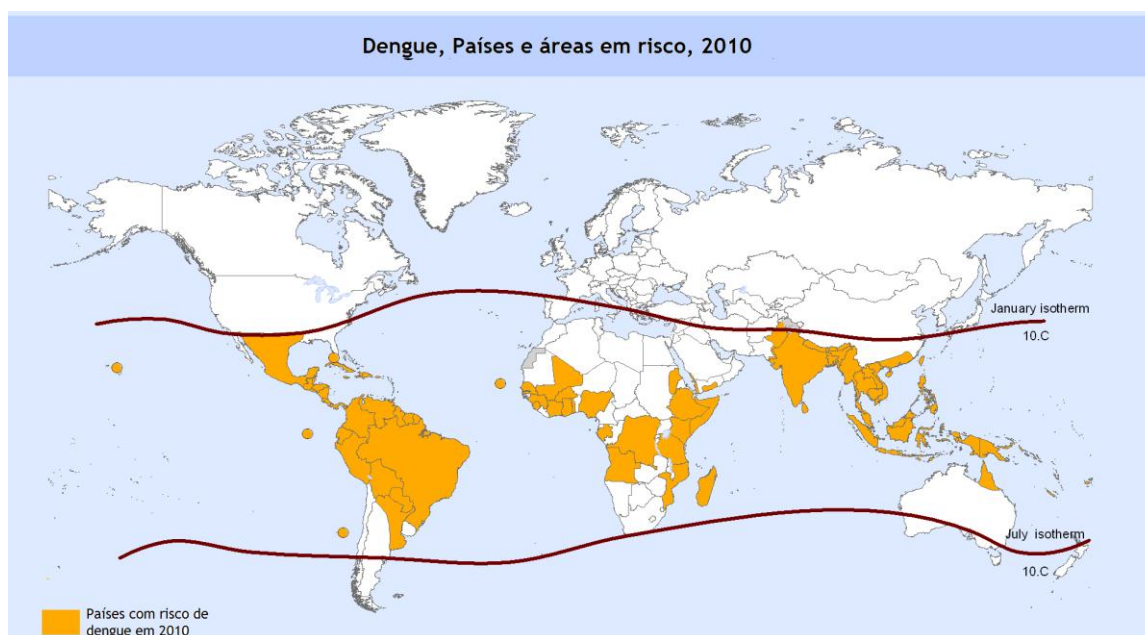 Dengue, Países e áreas em risco, 2010
January isotherm
10.C
July isotherm
10.C
Países com risco de
dengue em 2010